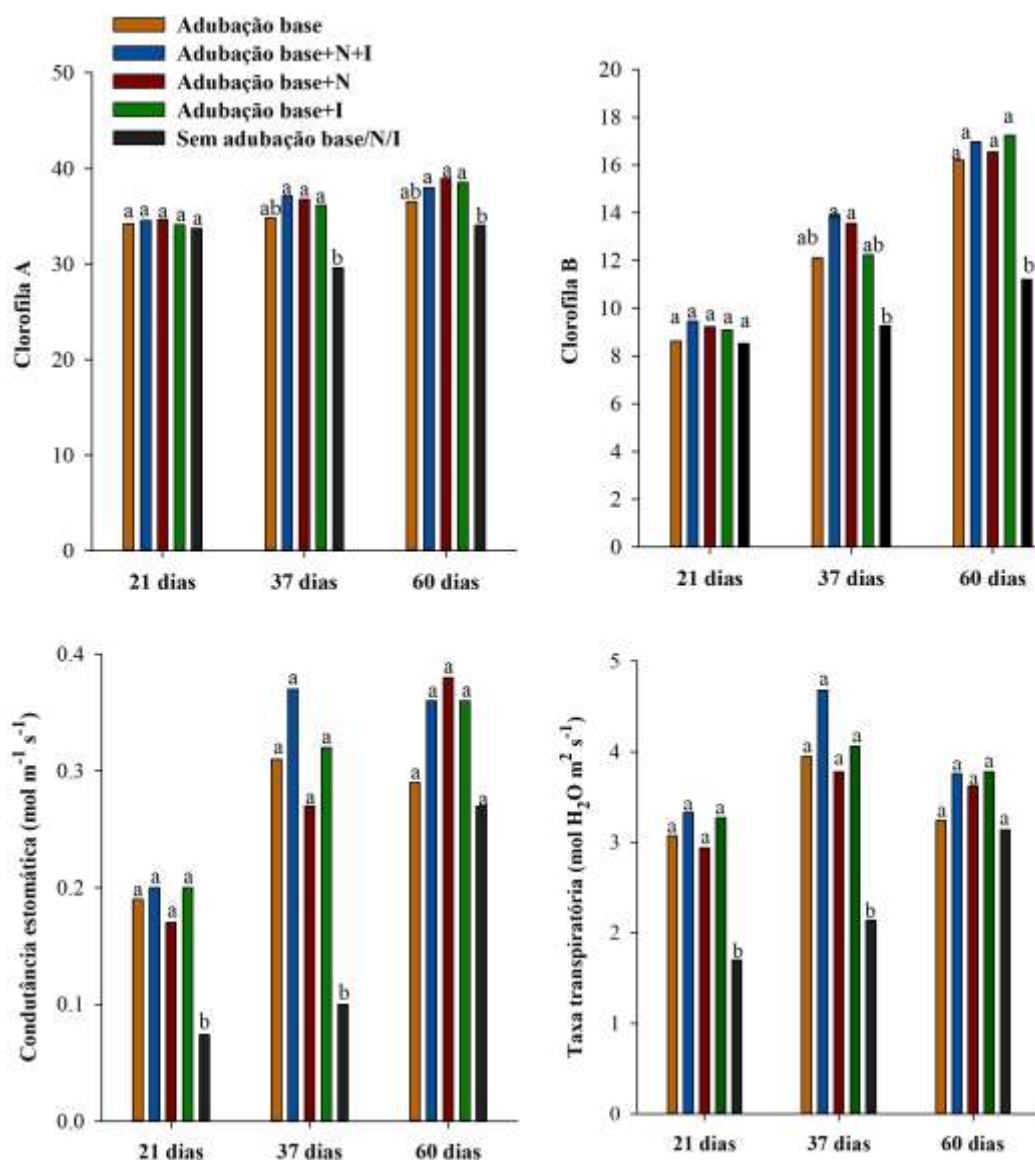 Adubação base
Adubação base+N+I
Adubação base+N
Adubação base+I
Sem adubação base/N/I
Clorofila A
50
40
30
20
10
0
a a a a a
ab a a a b
ab a a a b
21 dias 37 dias 60 dias
Clorofila B
20
18
16
14
12
10
8
6
4
2
0
a a a a a
ab a a ab b
a a a a b
21 dias 37 dias 60 dias
Condutância estomática (mol m⁻¹ s⁻¹)
0.4
0.3
0.2
0.1
0.0
a a a a b
a a a a b
a a a a a
21 dias 37 dias 60 dias
Taxa transpiratória (mol H₂O m² s⁻¹)
5
4
3
2
1
0
a a a a b
a a a a b
a a a a a
21 dias 37 dias 60 dias